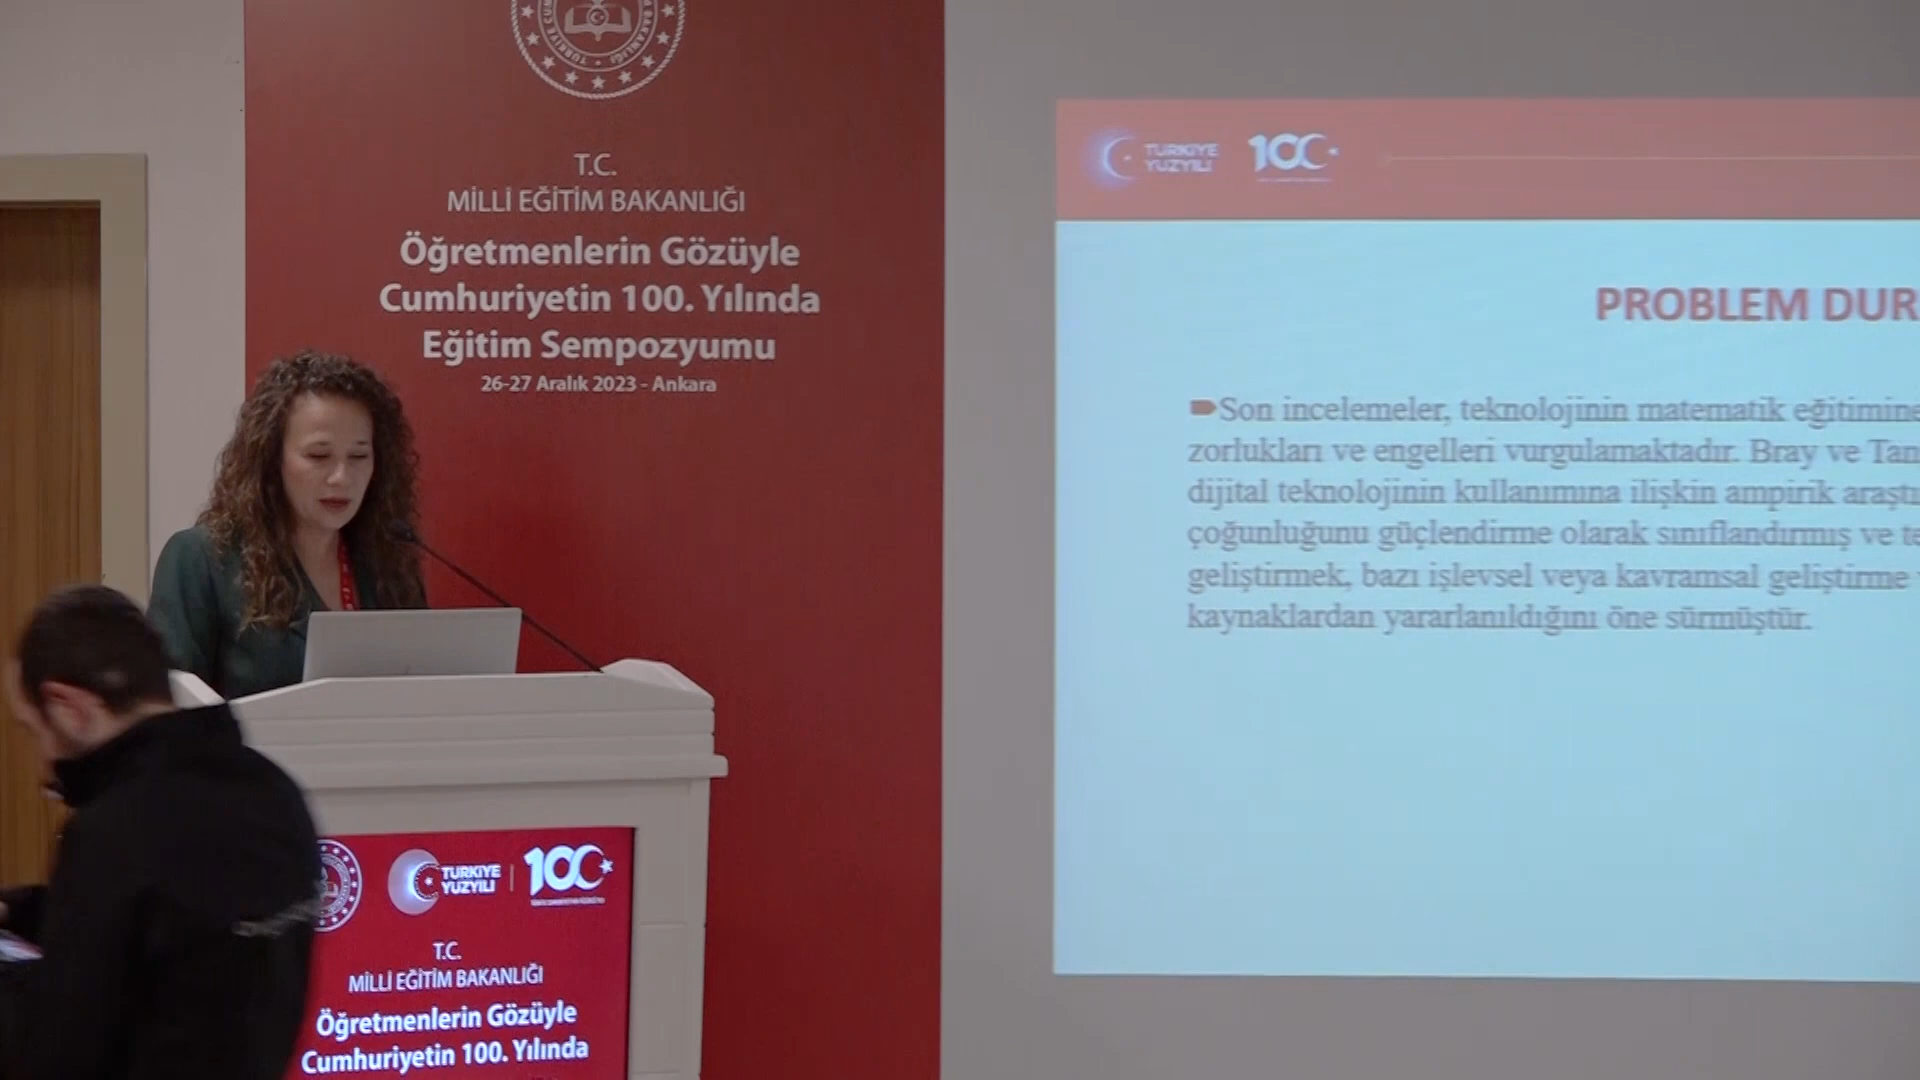 T.C.
MİLLİ EĞİTİM BAKANLIĞI
Öğretmenlerin Gözüyle
Cumhuriyetin 100. Yılında
Eğitim Sempozyumu
26-27 Aralık 2023 - Ankara
TÜRKİYE
YÜZYILI
100
PROBLEM DUR
Son incelemeler, teknolojinin matematik eğitimine
zorlukları ve engelleri vurgulamaktadır. Bray ve Tan
dijital teknolojinin kullanımına ilişkin ampirik araştı
çoğunluğunu güçlendirme olarak sınıflandırmış ve te
geliştirmek, bazı işlevsel veya kavramsal geliştirme
kaynaklardan yararlanıldığını öne sürmüştür.
TÜRKİYE
YÜZYILI
100
T.C.
MİLLİ EĞİTİM BAKANLIĞI
Öğretmenlerin Gözüyle
Cumhuriyetin 100. Yılında